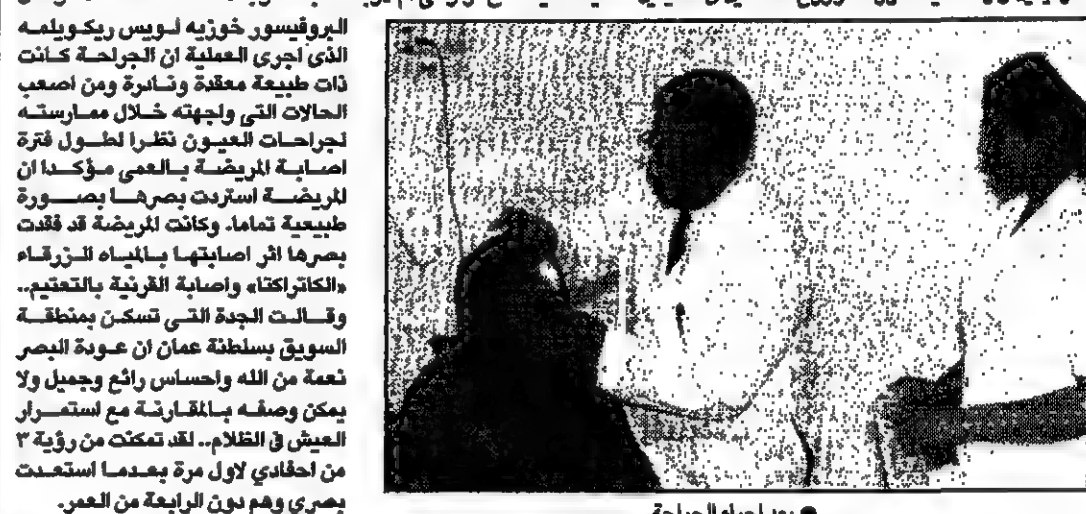 البروفيسور خوزيه لويس ريكويلمه
الذى اجرى العملية ان الجراحة كانت
ذات طبيعة معقدة ونادرة ومن اصعب
الحالات التي واجهته خلال ممارسته
لجراحات العيون نظرا لطول فترة
اصابة المريضة بالعمى مؤكدا ان
المريضة استردت بصرها بصورة
طبيعية تماما. وكانت المريضة قد فقدت
بصرها اثر اصابتها بالمياه الزرقاء
«الكاتراكتا» واصابة القرنية بالتعتيم..
وقالت الجدة التي تسكن بمنطقة
السويق بسلطنة عمان ان عودة البصر
نعمة من الله واحساس رائع وجميل ولا
يمكن وصفه بالمقارنة مع استمرار
العيش فى الظلام.. لقد تمكنت من رؤية ٣
من احفادي لاول مرة بعدما استعدت
بصرى وهم دون الرابعة من العمر.